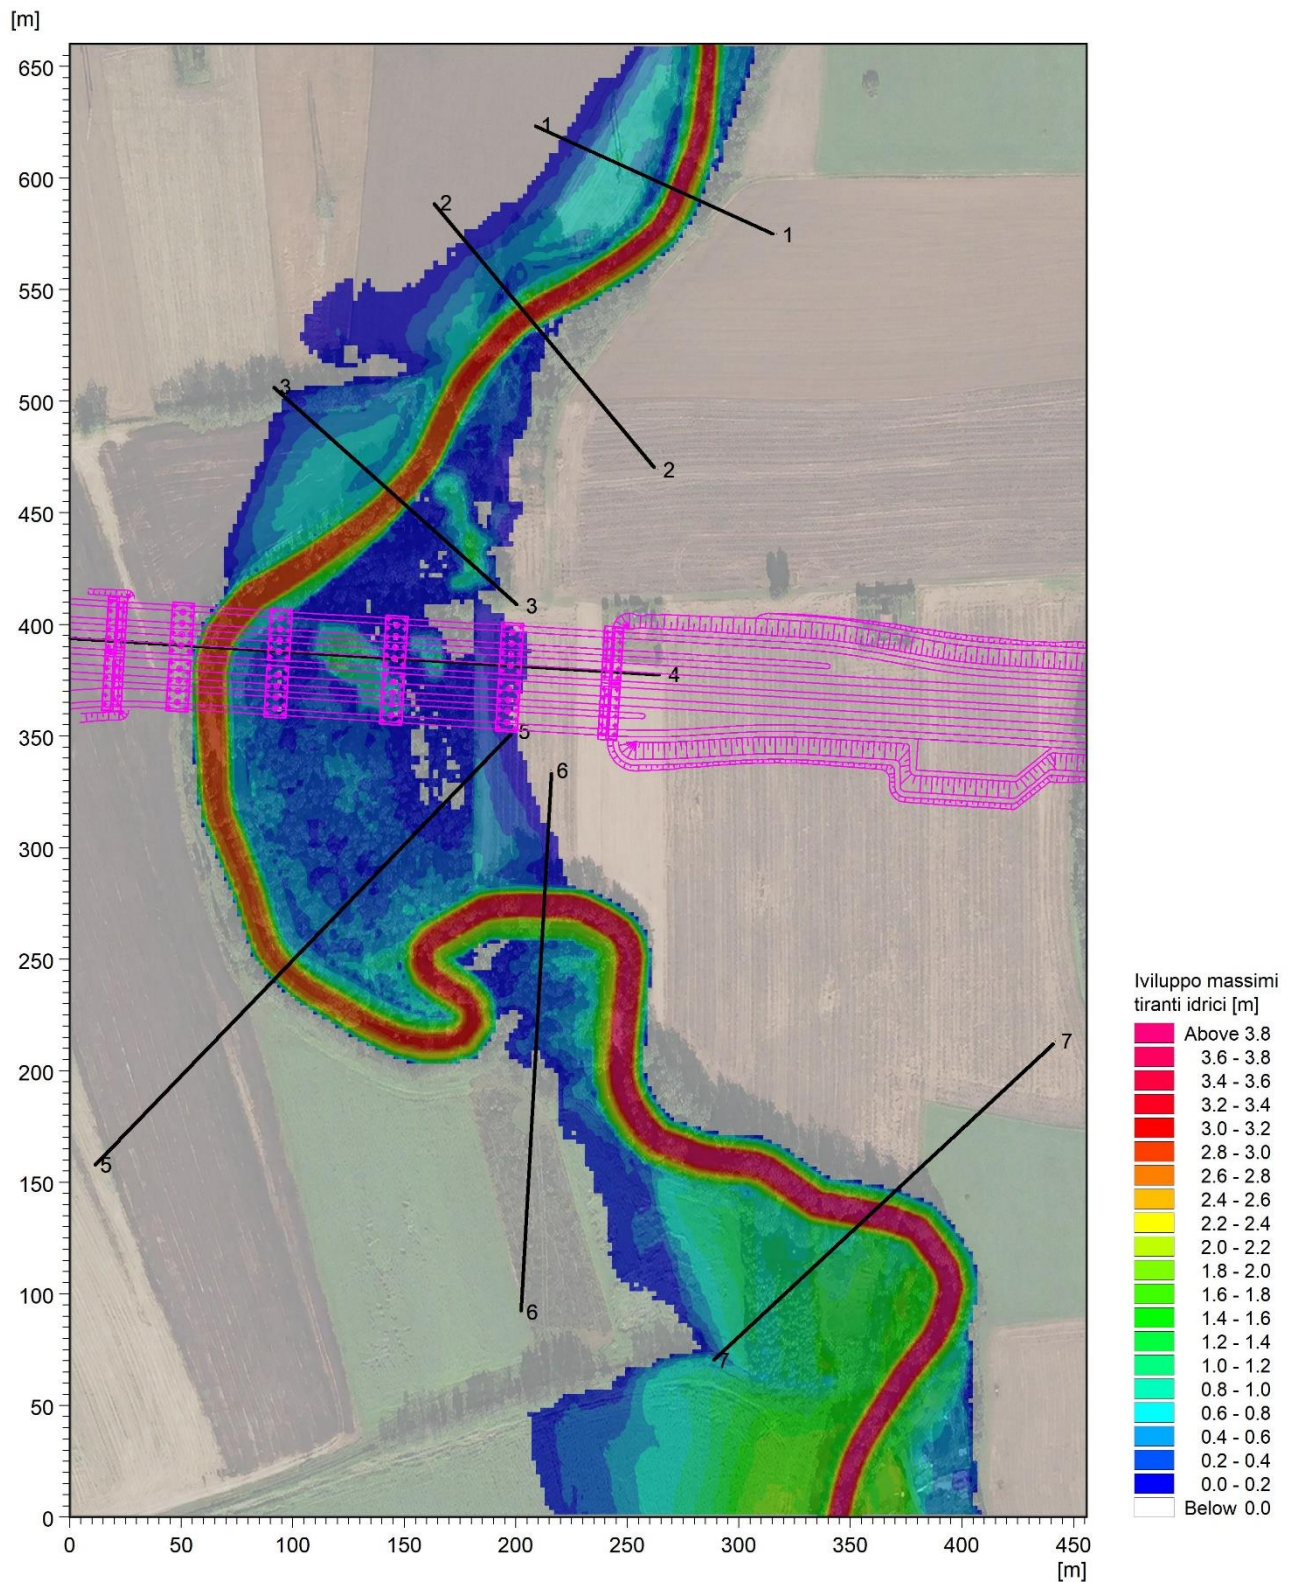 [m]
650
600
550
500
450
400
350
300
250
200
150
100
50
0
0 50 100 150 200 250 300 350 400 450
[m]
1
1
2
2
3
3
4
5
5
6
6
7
7
Iviluppo massimi
tiranti idrici [m]
Above 3.8
3.6 - 3.8
3.4 - 3.6
3.2 - 3.4
3.0 - 3.2
2.8 - 3.0
2.6 - 2.8
2.4 - 2.6
2.2 - 2.4
2.0 - 2.2
1.8 - 2.0
1.6 - 1.8
1.4 - 1.6
1.2 - 1.4
1.0 - 1.2
0.8 - 1.0
0.6 - 0.8
0.4 - 0.6
0.2 - 0.4
0.0 - 0.2
Below 0.0